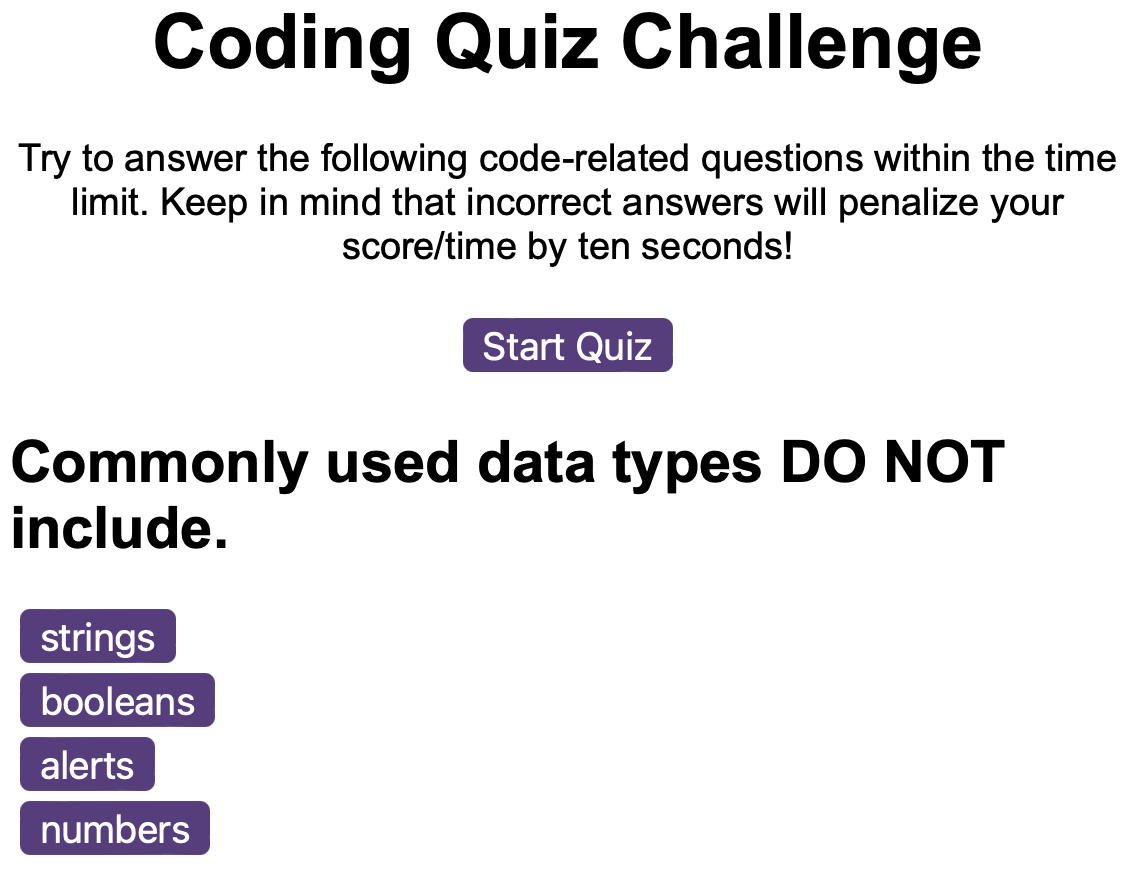 Coding Quiz Challenge
Try to answer the following code-related questions within the time
limit. Keep in mind that incorrect answers will penalize your
score/time by ten seconds!
Start Quiz
Commonly used data types DO NOT
include.
strings
booleans
alerts
numbers